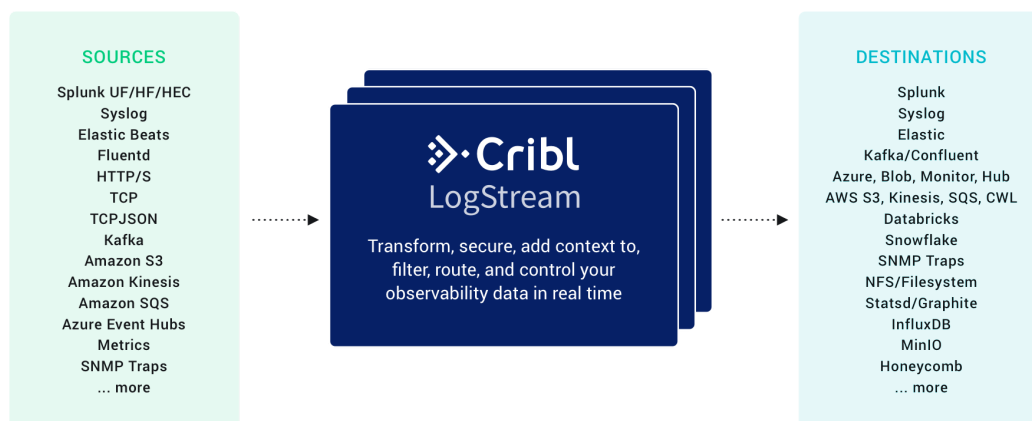 SOURCES
Splunk UF/HF/HEC
Syslog
Elastic Beats
Fluentd
HTTP/S
TCP
TCPJSON
Kafka
Amazon S3
Amazon Kinesis
Amazon SQS
Azure Event Hubs
Metrics
SNMP Traps
... more
Cribl
LogStream
Transform, secure, add context to,
filter, route, and control your
observability data in real time
DESTINATIONS
Splunk
Syslog
Elastic
Kafka/Confluent
Azure, Blob, Monitor, Hub
AWS S3, Kinesis, SQS, CWL
Databricks
Snowflake
SNMP Traps
NFS/Filesystem
Statsd/Graphite
InfluxDB
MinIO
Honeycomb
... more